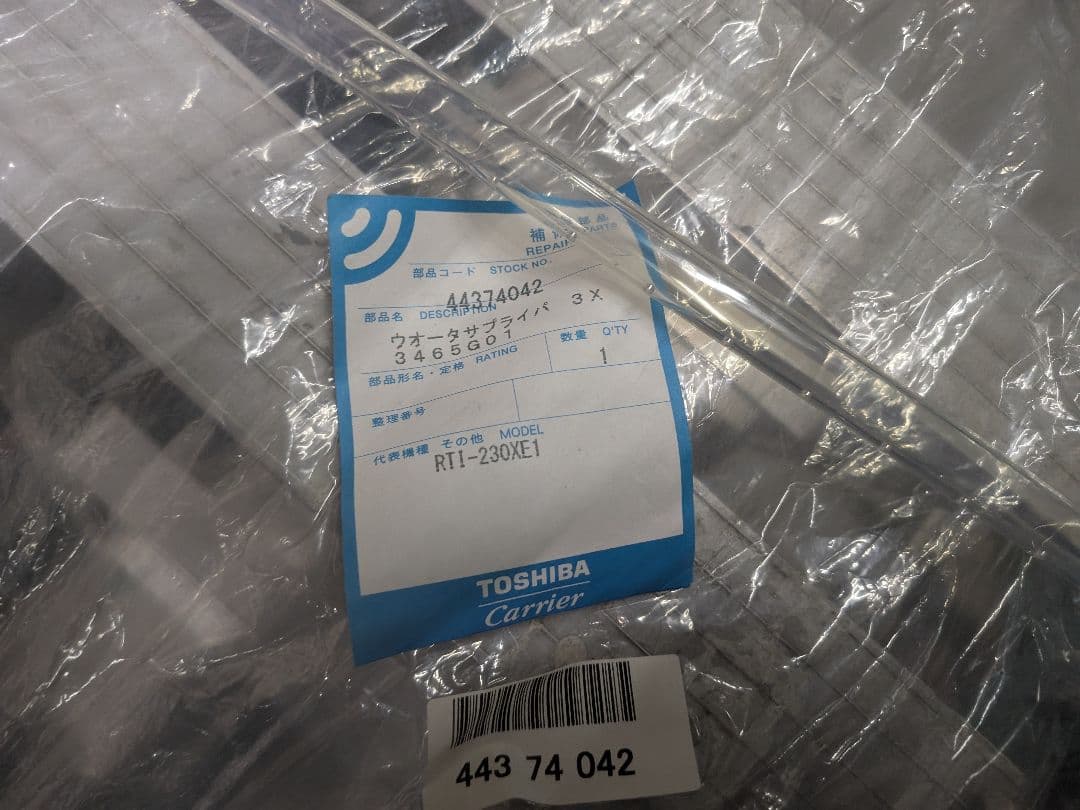 補修部品
REPAIR PARTS
部品コード STOCK NO.
44374042
部品名 DESCRIPTION
ウオータサプライパ 3X
3465G01
部品形名・定格 RATING
数量 Q'TY
1
整理番号
代表機種 その他 MODEL
RTI-230XE1
TOSHIBA
Carrier
443 74 042